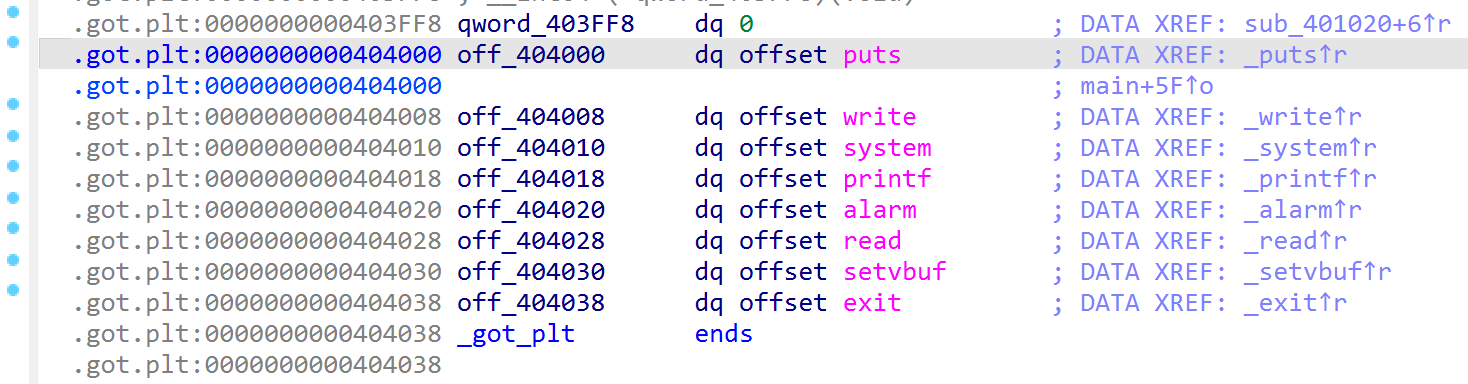 .got.plt:0000000000403FF8 qword_403FF8 dq 0 ; DATA XREF: sub_401020+6↑r
.got.plt:0000000000404000 off_404000 dq offset puts ; DATA XREF: _puts↑r
.got.plt:0000000000404000 ; main+5F↑o
.got.plt:0000000000404008 off_404008 dq offset write ; DATA XREF: _write↑r
.got.plt:0000000000404010 off_404010 dq offset system ; DATA XREF: _system↑r
.got.plt:0000000000404018 off_404018 dq offset printf ; DATA XREF: _printf↑r
.got.plt:0000000000404020 off_404020 dq offset alarm ; DATA XREF: _alarm↑r
.got.plt:0000000000404028 off_404028 dq offset read ; DATA XREF: _read↑r
.got.plt:0000000000404030 off_404030 dq offset setvbuf ; DATA XREF: _setvbuf↑r
.got.plt:0000000000404038 off_404038 dq offset exit ; DATA XREF: _exit↑r
.got.plt:0000000000404038 _got_plt ends
.got.plt:0000000000404038